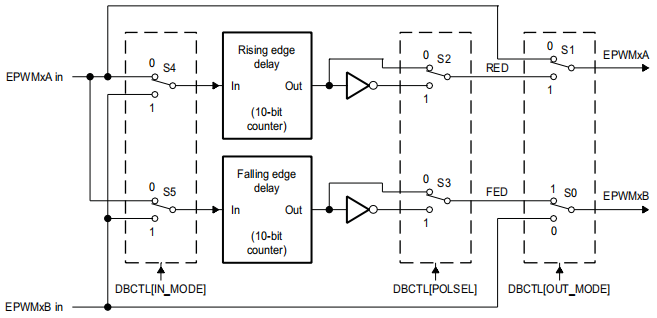 EPWMxA in
0
S4
1
Rising edge
delay
In
Out
(10-bit
counter)
0
S2
1
RED
0
S1
1
EPWMxA
0
S5
1
Falling edge
delay
In
Out
(10-bit
counter)
0
S3
1
FED
1
S0
0
EPWMxB
DBCTL[IN_MODE]
DBCTL[POLSEL]
DBCTL[OUT_MODE]
EPWMxB in